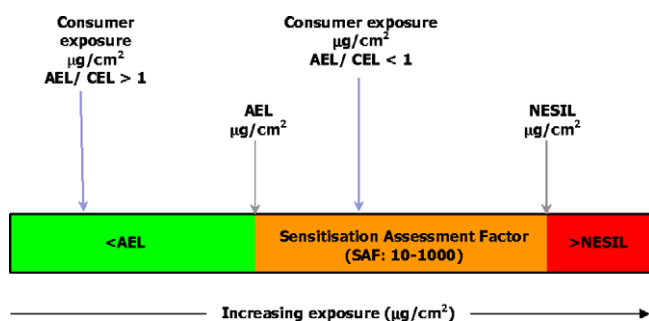 Consumer
exposure
µg/cm²
AEL/ CEL > 1
Consumer exposure
µg/cm²
AEL/ CEL < 1
AEL
µg/cm²
NESIL
µg/cm²
<AEL
Sensitisation Assessment Factor
(SAF: 10-1000)
>NESIL
Increasing exposure (µg/cm²)